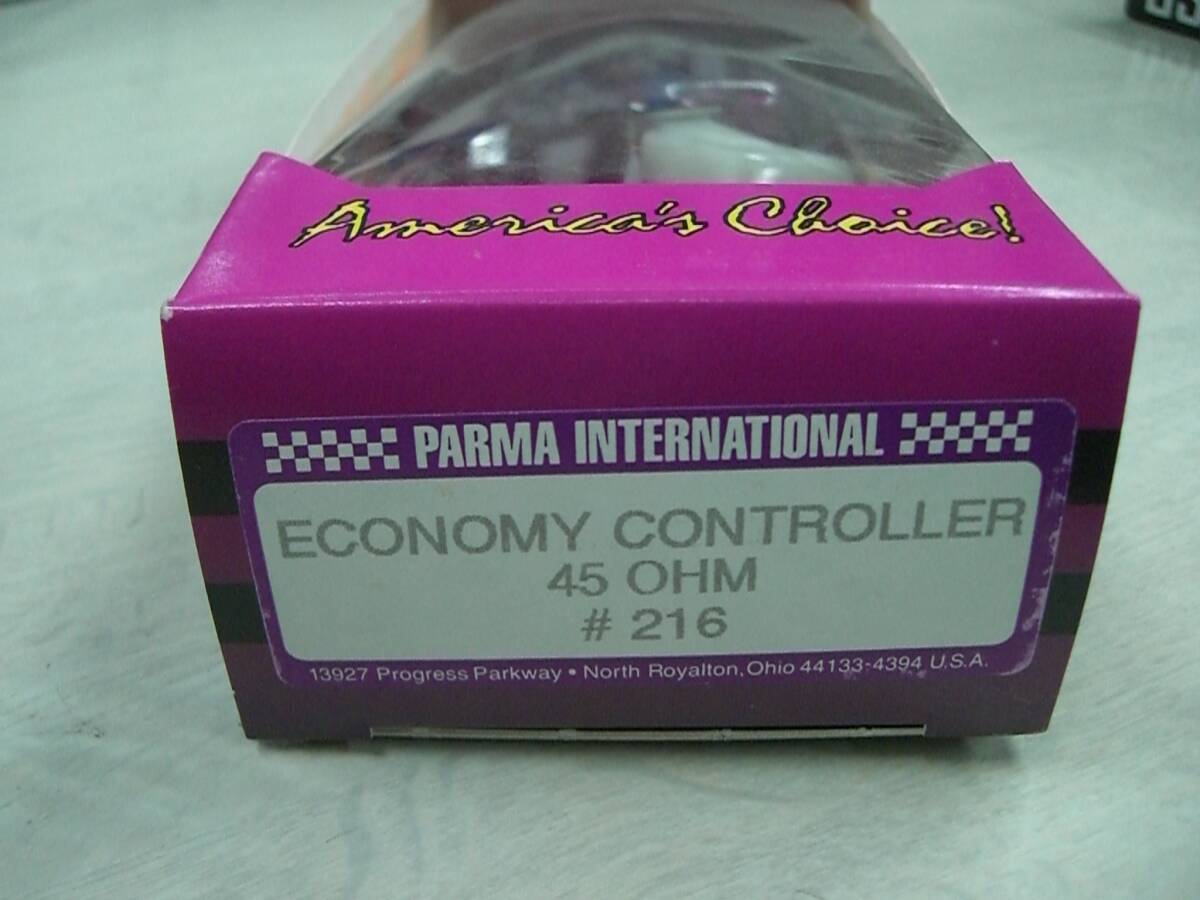 America's Choice!
PARMA INTERNATIONAL
ECONOMY CONTROLLER
45 OHM
# 216
13927 Progress Parkway • North Royalton, Ohio 44133-4394 U.S.A.